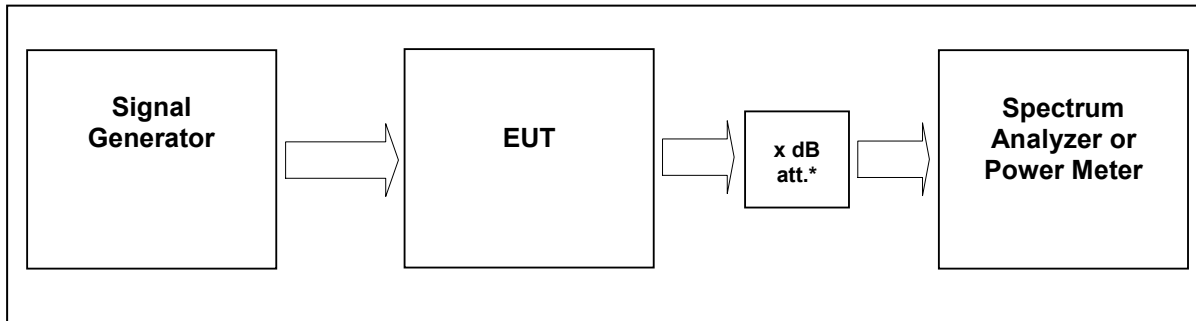 Signal
Generator
EUT
x dB
att.*
Spectrum
Analyzer or
Power Meter